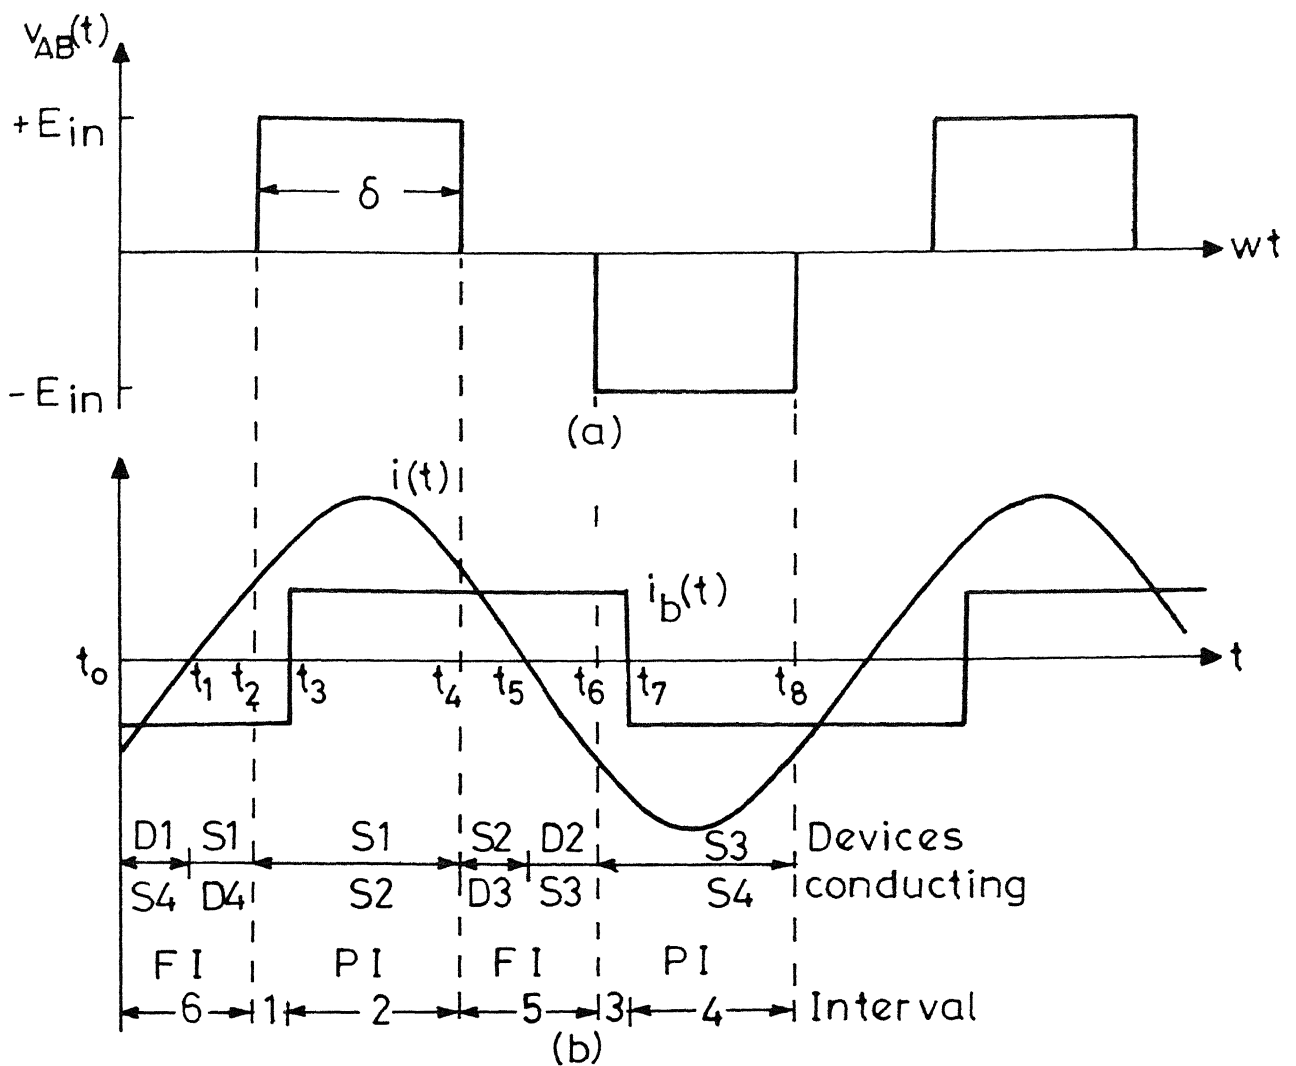 vAB(t)
+Ein
δ
wt
-Ein
(a)
i(t)
ib(t)
t0 t1 t2 t3 t4 t5 t6 t7 t8 t
D1 S1 S1 S2 D2 S3 Devices
S4 D4 S2 D3 S3 S4 conducting
FI PI FI PI
6 1 2 5 3 4 Interval
(b)